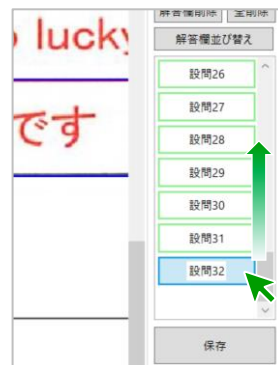 lucky
です
解答欄削除 全削除
解答欄並び替え
設問26
設問27
設問28
設問29
設問30
設問31
設問32
保存